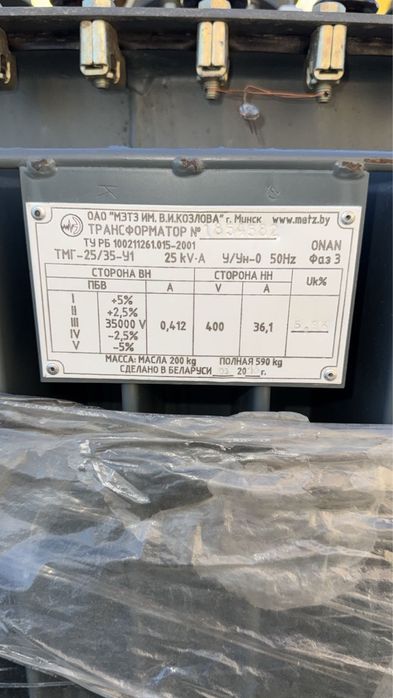 ОАО "МЭТЗ ИМ. В.И.КОЗЛОВА" г. Минск www.metz.by
ТРАНСФОРМАТОР № 1854382
ТУ РБ 100211261.015-2001 ONAN
ТМГ-25/35-У1 25 kV·A У/Ун-0 50Hz Фаз 3
СТОРОНА ВН СТОРОНА НН Uk%
ПБВ A V A
I +5%
II +2,5%
III 35000 V 0,412 400 36,1
IV -2,5%
V -5%
МАССА: МАСЛА 200 kg ПОЛНАЯ 590 kg
СДЕЛАНО В БЕЛАРУСИ 20 г.